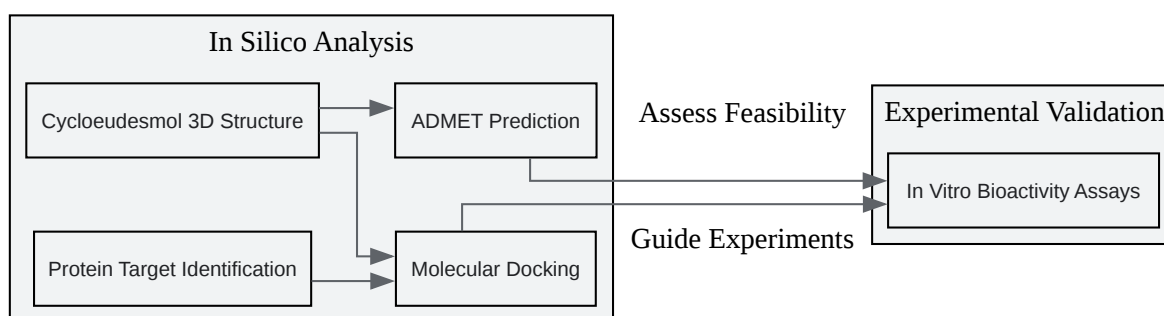 In Silico Analysis
Cycloeudesmol 3D Structure
ADMET Prediction
Protein Target Identification
Molecular Docking
Assess Feasibility
Guide Experiments
Experimental Validation
In Vitro Bioactivity Assays